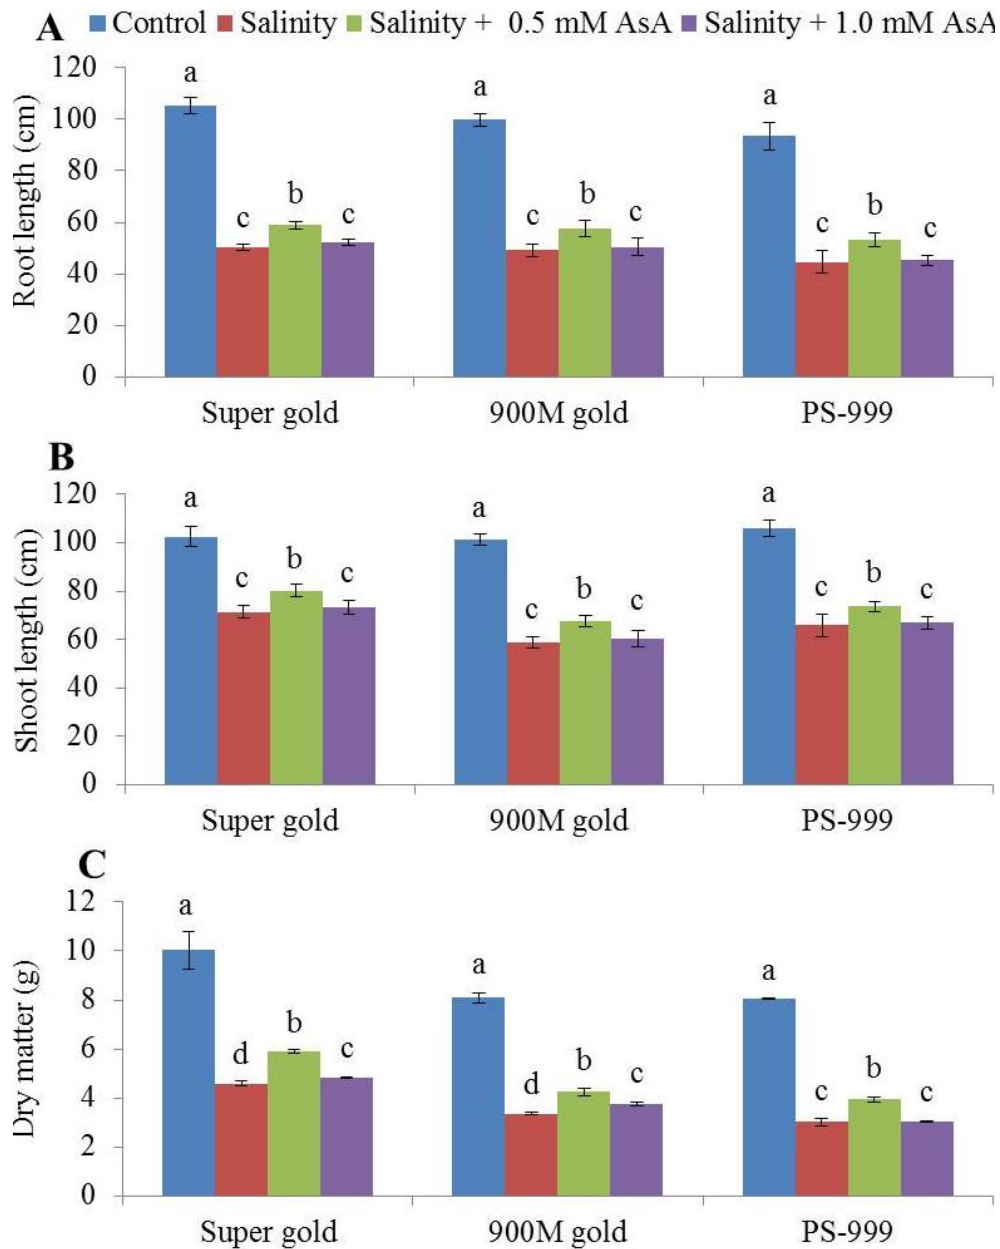 A
Control Salinity Salinity + 0.5 mM AsA Salinity + 1.0 mM AsA
Root length (cm)
120
100
80
60
40
20
0
a c b c
a c b c
a c b c
Super gold 900M gold PS-999
B
Shoot length (cm)
120
100
80
60
40
20
0
a c b c
a c b c
a c b c
Super gold 900M gold PS-999
C
Dry matter (g)
12
10
8
6
4
2
0
a d b c
a d b c
a c b c
Super gold 900M gold PS-999